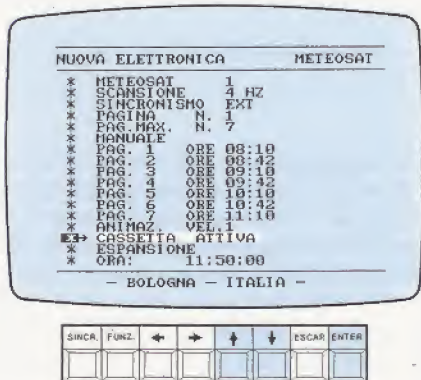 NUOVA ELETTRONICA METEOSAT
* METEOSAT 1
* SCANSIONE 4 HZ
* SINCRONISMO EXT
* PAGINA N. 1
* PAG.MAX. N. 7
* MANUALE
* PAG. 1 ORE 08:10
* PAG. 2 ORE 08:42
* PAG. 3 ORE 09:10
* PAG. 4 ORE 09:42
* PAG. 5 ORE 10:10
* PAG. 6 ORE 10:42
* PAG. 7 ORE 11:10
* ANIMAZ. VEL.1
* → CASSETTA ATTIVA
* ESPANSIONE
* ORA: 11:50:00
— BOLOGNA — ITALIA —
SINCR. FUNZ. ← → ↑ ↓ ESCAR ENTER